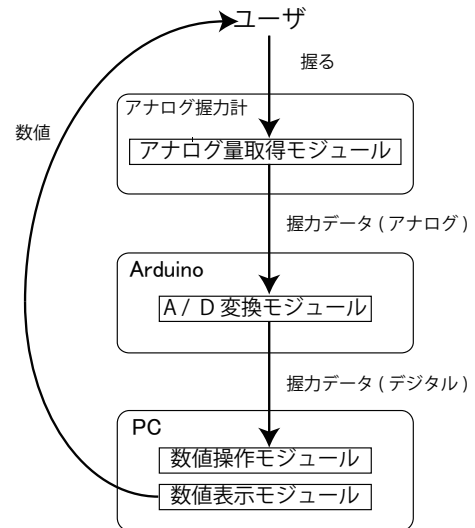 ユーザ
握る
アナログ握力計
数値
アナログ量取得モジュール
握力データ ( アナログ )
Arduino
A / D 変換モジュール
握力データ ( デジタル )
PC
数値操作モジュール
数値表示モジュール